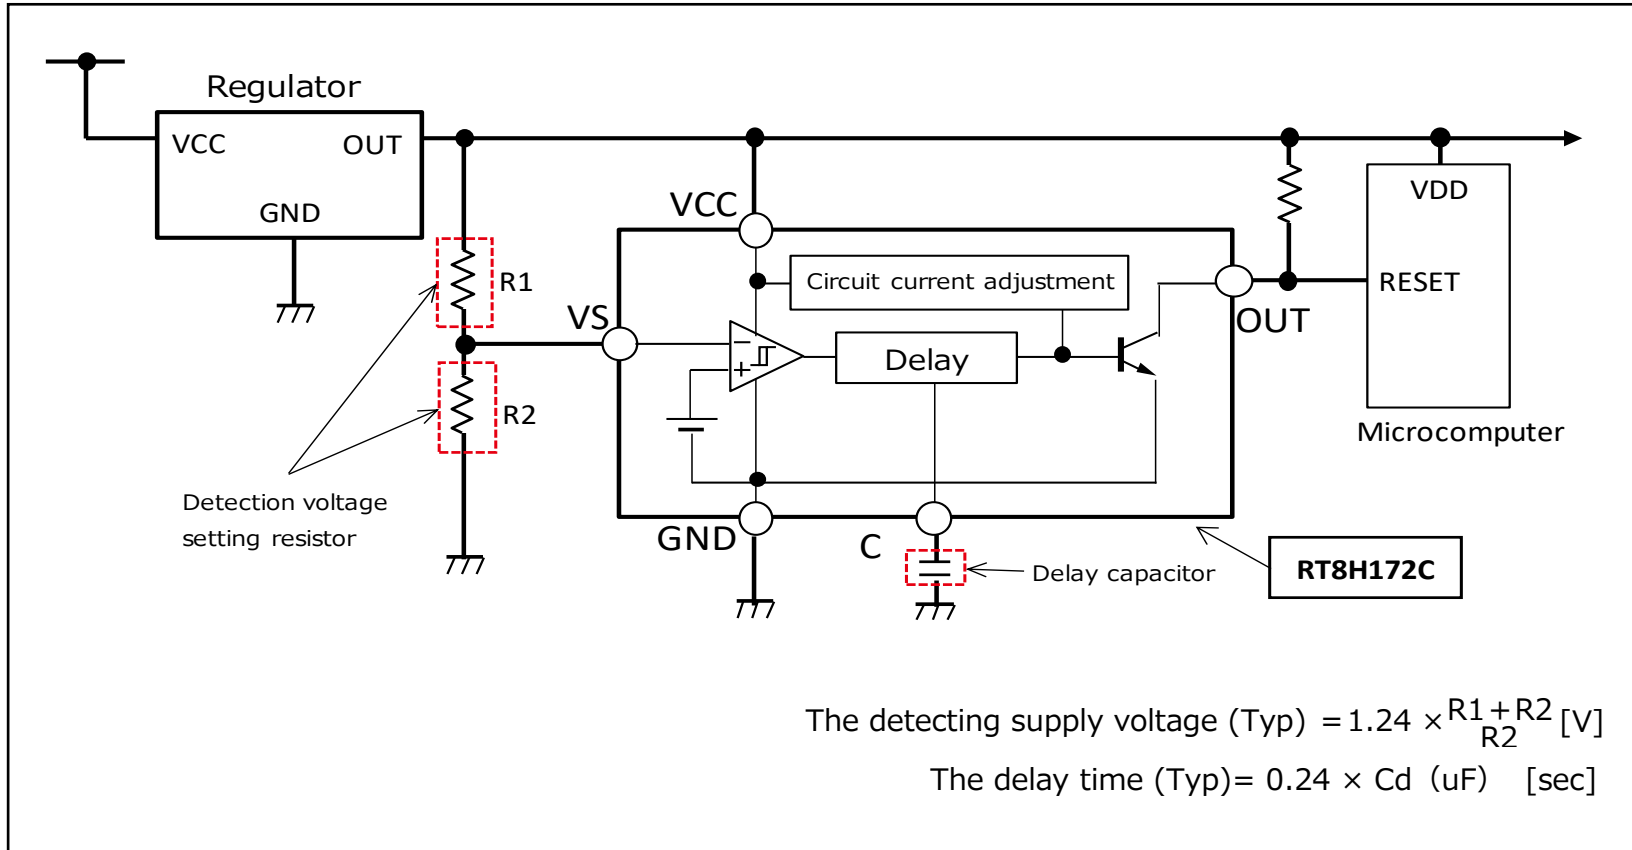 Regulator
VCC
OUT
GND
VCC
VDD
R1
Circuit current adjustment
RESET
VS
OUT
Delay
R2
Microcomputer
Detection voltage
setting resistor
GND
C
Delay capacitor
RT8H172C
The detecting supply voltage (Typ) =1.24 × R1+R2 [V]
R2
The delay time (Typ)= 0.24 × Cd (uF) [sec]